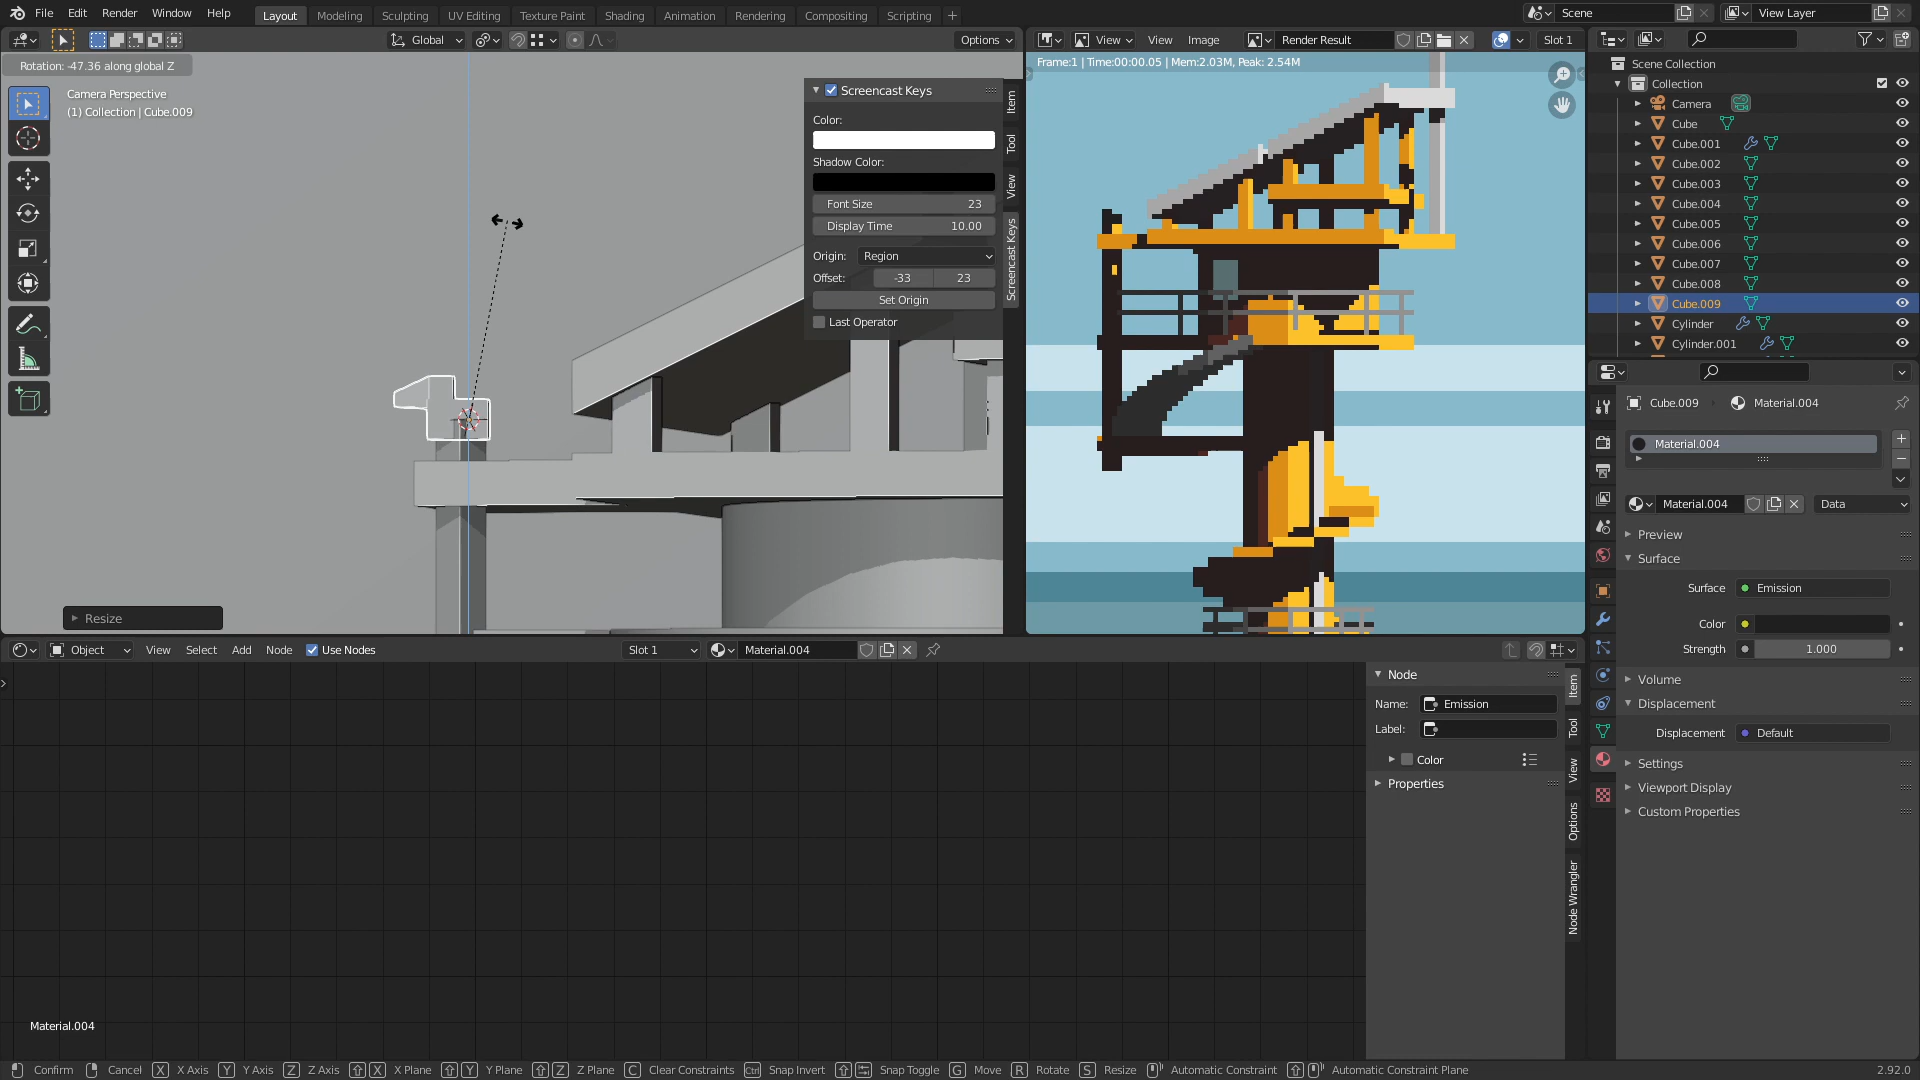 File Edit Render Window Help
Layout Modeling Sculpting UV Editing Texture Paint Shading Animation Rendering Compositing Scripting
Scene
View Layer
Global
Options
View View Image Render Result Slot 1
Rotation: -47.36 along global Z
Camera Perspective
(1) Collection | Cube.009
Screencast Keys
Color:
Shadow Color:
Font Size 23
Display Time 10.00
Origin: Region
Offset: -33 23
Set Origin
Last Operator
Item
Tool
View
Screencast Keys
Resize
Frame:1 | Time:00:00.05 | Mem:2.03M, Peak: 2.54M
Scene Collection
Collection
Camera
Cube
Cube.001
Cube.002
Cube.003
Cube.004
Cube.005
Cube.006
Cube.007
Cube.008
Cube.009
Cylinder
Cylinder.001
Cube.009 Material.004
Material.004
Material.004 Data
Preview
Surface
Surface Emission
Color
Strength 1.000
Volume
Displacement
Displacement Default
Settings
Viewport Display
Custom Properties
Object View Select Add Node Use Nodes Slot 1 Material.004
Node
Name: Emission
Label:
Color
Properties
Item
Tool
View
Options
Node Wrangler
Material.004
Confirm Cancel X X Axis Y Y Axis Z Z Axis X X Plane Y Y Plane Z Z Plane C Clear Constraints Ctrl Snap Invert Snap Toggle G Move R Rotate S Resize Automatic Constraint Automatic Constraint Plane 2.92.0